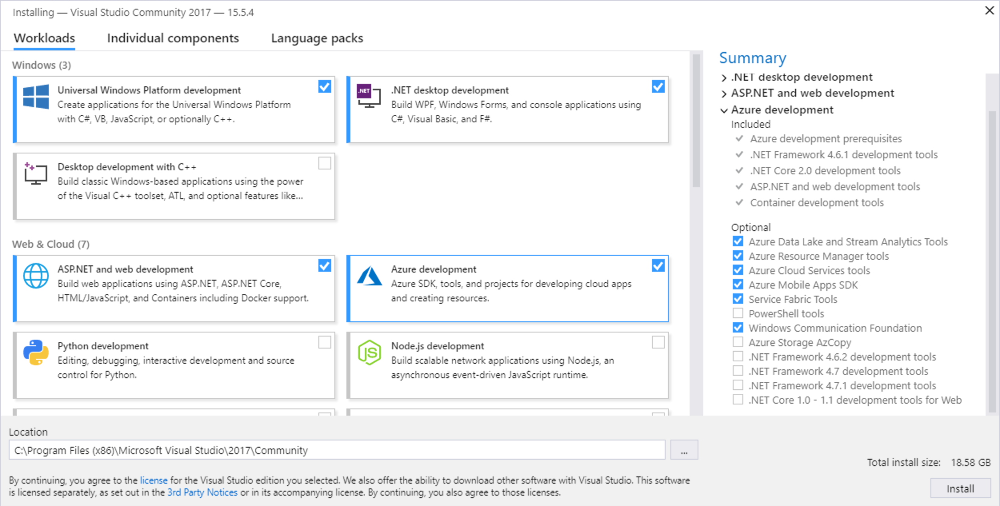 Installing — Visual Studio Community 2017 — 15.5.4
Workloads
Individual components
Language packs
Windows (3)
Universal Windows Platform development
Create applications for the Universal Windows Platform
with C#, VB, JavaScript, or optionally C++.
.NET
.NET desktop development
Build WPF, Windows Forms, and console applications using
C#, Visual Basic, and F#.
Desktop development with C++
Build classic Windows-based applications using the power
of the Visual C++ toolset, ATL, and optional features like...
Web & Cloud (7)
ASP.NET and web development
Build web applications using ASP.NET, ASP.NET Core,
HTML/JavaScript, and Containers including Docker support.
Azure development
Azure SDK, tools, and projects for developing cloud apps
and creating resources.
Python development
Editing, debugging, interactive development and source
control for Python.
JS
Node.js development
Build scalable network applications using Node.js, an
asynchronous event-driven JavaScript runtime.
Summary
.NET desktop development
ASP.NET and web development
Azure development
Included
Azure development prerequisites
.NET Framework 4.6.1 development tools
.NET Core 2.0 development tools
ASP.NET and web development tools
Container development tools
Optional
Azure Data Lake and Stream Analytics Tools
Azure Resource Manager tools
Azure Cloud Services tools
Azure Mobile Apps SDK
Service Fabric Tools
PowerShell tools
Windows Communication Foundation
Azure Storage AzCopy
.NET Framework 4.6.2 development tools
.NET Framework 4.7 development tools
.NET Framework 4.7.1 development tools
.NET Core 1.0 - 1.1 development tools for Web
Location
C:\Program Files (x86)\Microsoft Visual Studio\2017\Community
...
Total install size: 18.58 GB
By continuing, you agree to the license for the Visual Studio edition you selected. We also offer the ability to download other software with Visual Studio. This software
is licensed separately, as set out in the 3rd Party Notices or in its accompanying license. By continuing, you also agree to those licenses.
Install